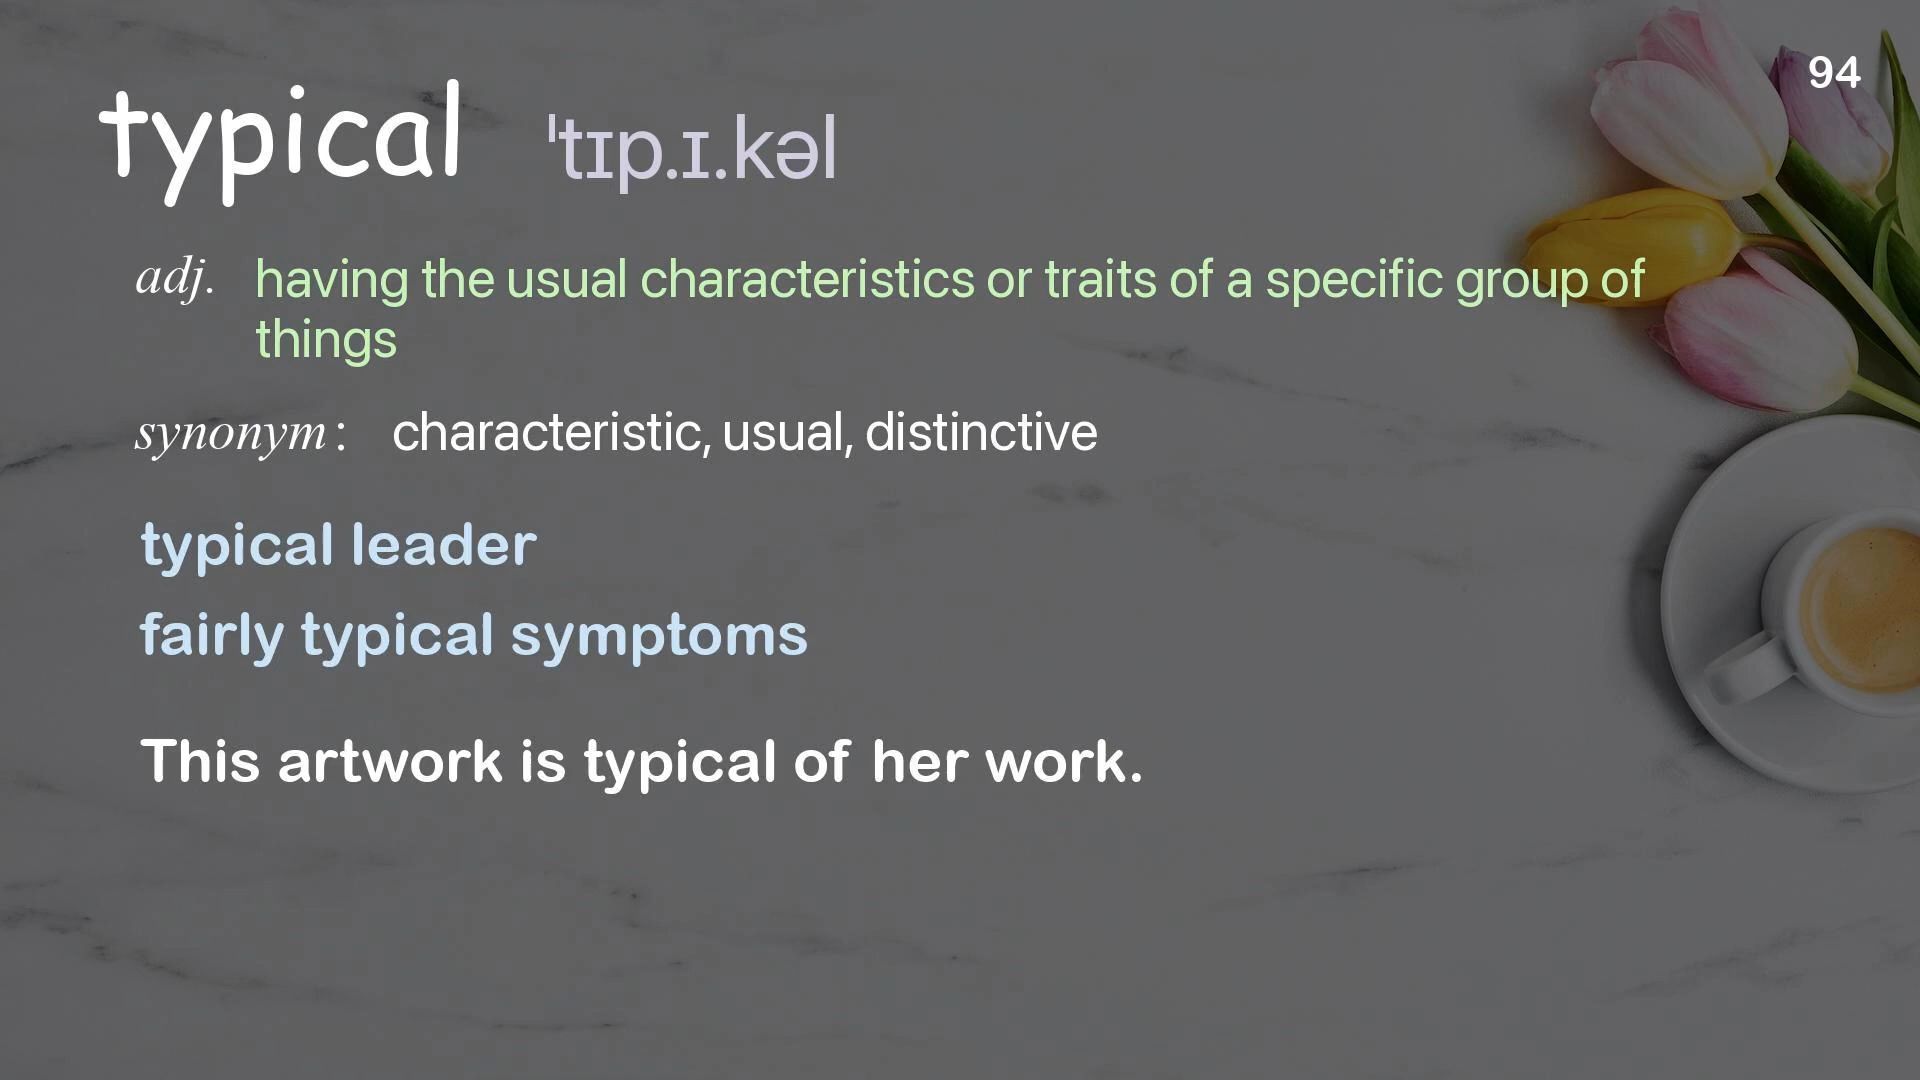 94
typical ˈtɪp.ɪ.kəl
adj. having the usual characteristics or traits of a specific group of
things
synonym: characteristic, usual, distinctive
typical leader
fairly typical symptoms
This artwork is typical of her work.